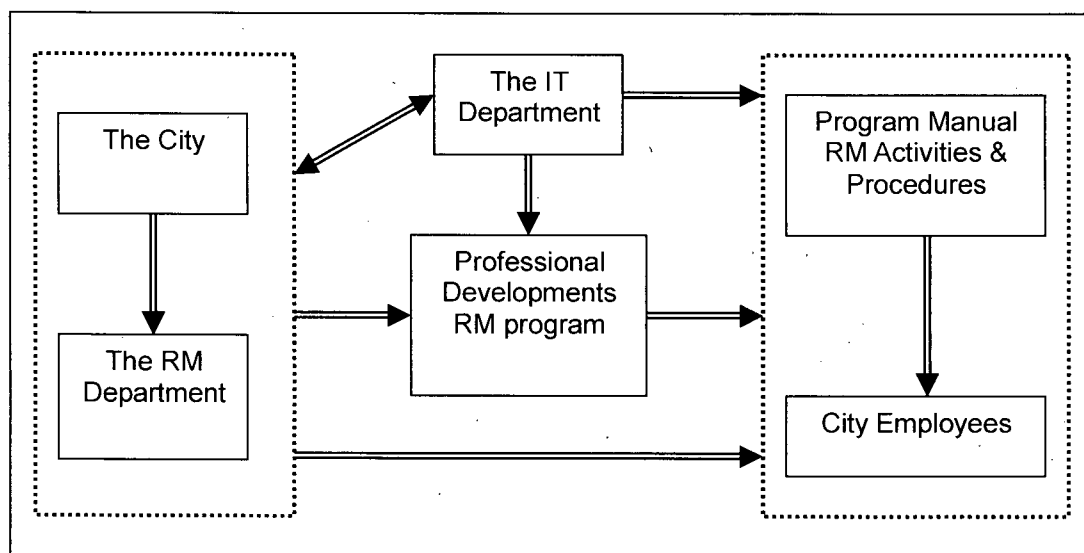 The City
The RM
Department
The IT
Department
Professional
Developments
RM program
Program Manual
RM Activities &
Procedures
City Employees